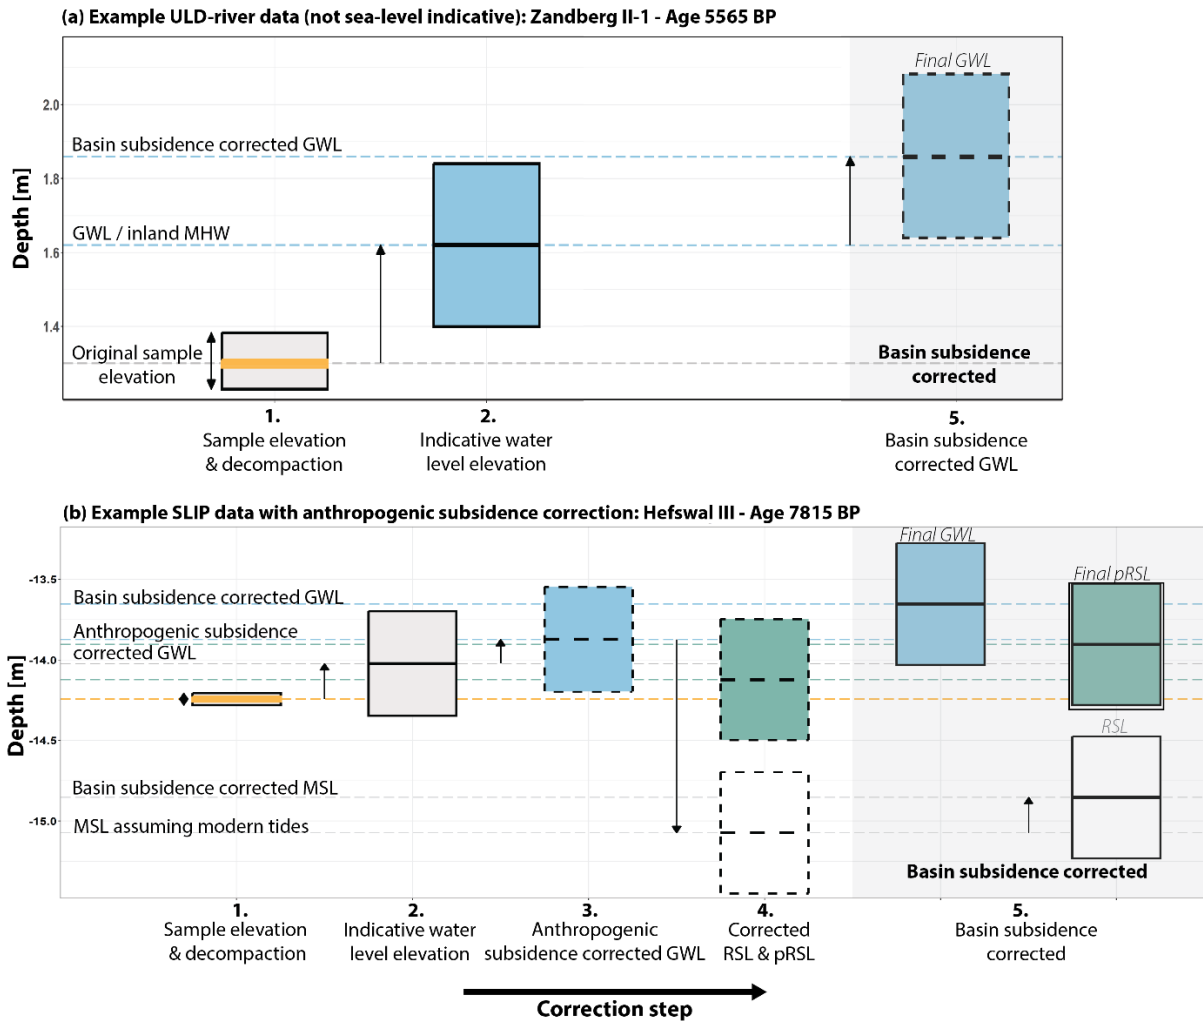 (a) Example ULD-river data (not sea-level indicative): Zandberg II-1 - Age 5565 BP
Final GWL
2.0
Basin subsidence corrected GWL
1.8
Depth [m]
GWL / inland MHW
1.6
1.4
Original sample
elevation
Basin subsidence
corrected
1.
2.
5.
Sample elevation
& decompaction
Indicative water
level elevation
Basin subsidence
corrected GWL
(b) Example SLIP data with anthropogenic subsidence correction: Hefswal III - Age 7815 BP
Final GWL
Final pRSL
-13.5
Basin subsidence corrected GWL
Anthropogenic subsidence
corrected GWL
-14.0
Depth [m]
-14.5
RSL
Basin subsidence corrected MSL
-15.0
MSL assuming modern tides
Basin subsidence corrected
1.
2.
3.
4.
5.
Sample elevation
& decompaction
Indicative water
level elevation
Anthropogenic
subsidence corrected GWL
Corrected
RSL & pRSL
Basin subsidence
corrected
Correction step